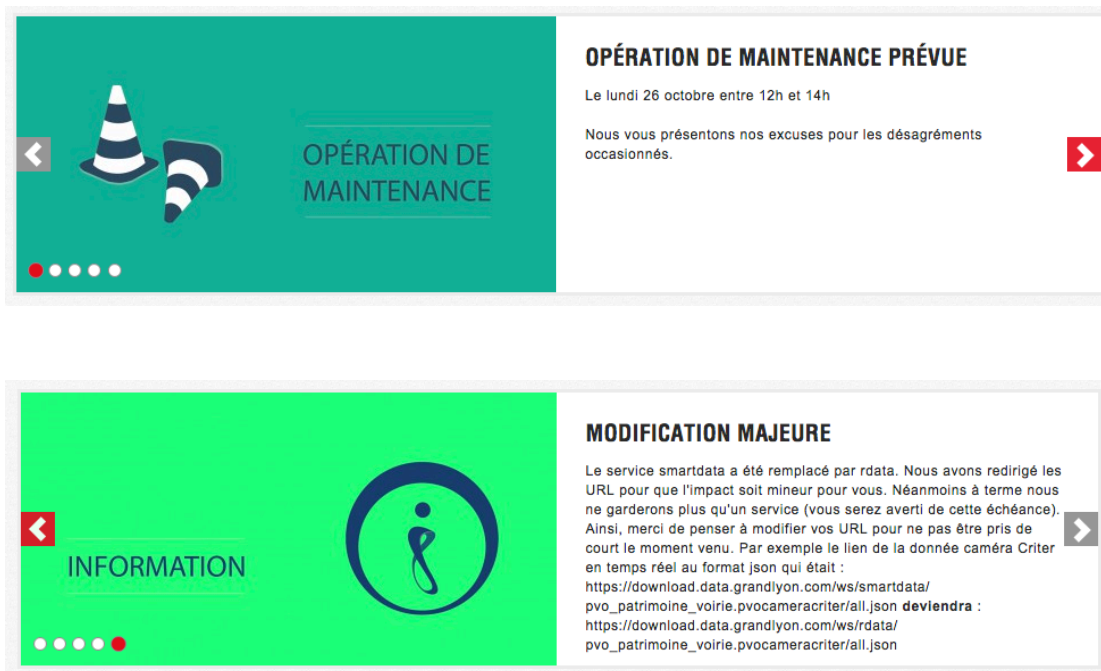 OPÉRATION DE
MAINTENANCE
OPÉRATION DE MAINTENANCE PRÉVUE
Le lundi 26 octobre entre 12h et 14h
Nous vous présentons nos excuses pour les désagréments
occasionnés.
INFORMATION
MODIFICATION MAJEURE
Le service smartdata a été remplacé par rdata. Nous avons redirigé les
URL pour que l'impact soit mineur pour vous. Néanmoins à terme nous
ne garderons plus qu'un service (vous serez averti de cette échéance).
Ainsi, merci de penser à modifier vos URL pour ne pas être pris de
court le moment venu. Par exemple le lien de la donnée caméra Criter
en temps réel au format json qui était :
https://download.data.grandlyon.com/ws/smartdata/
pvo_patrimoine_voirie.pvocameracriter/all.json deviendra :
https://download.data.grandlyon.com/ws/rdata/
pvo_patrimoine_voirie.pvocameracriter/all.json